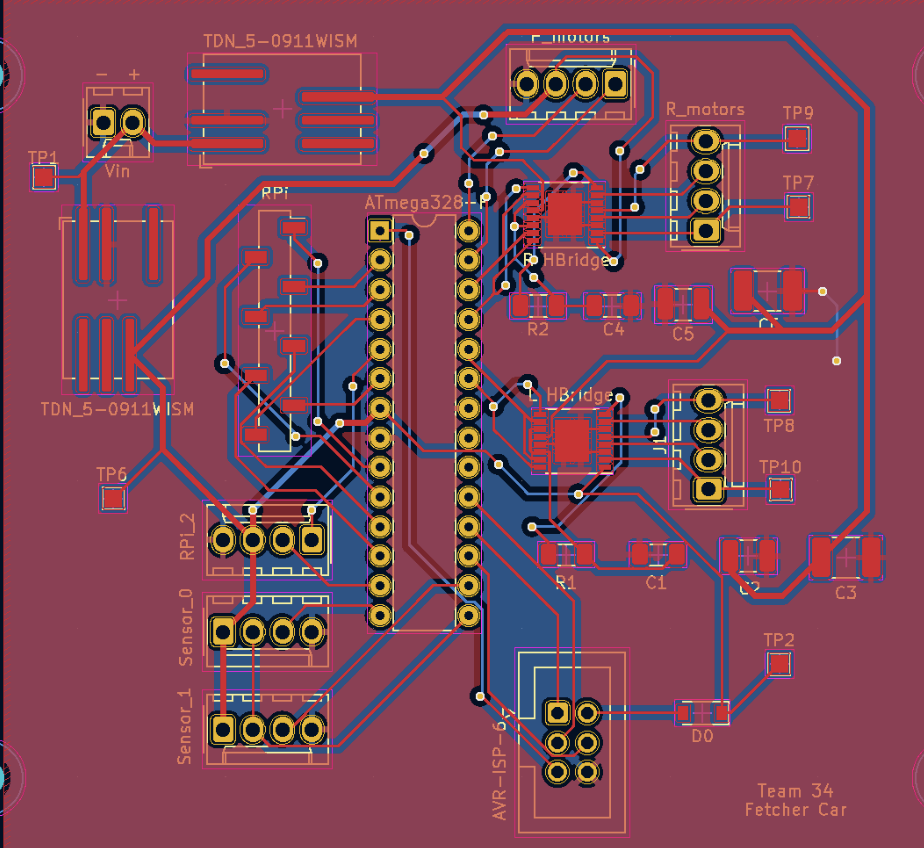 TDN_5-0911WISM
F_motors
- +
R_motors
TP9
TP1
Vin
RPi
ATmega328-P
TP7
R_HBridge
R2
C4
C5
TDN_5-0911WISM
L_HBridge
J1
TP8
TP6
TP10
RPi_2
R1
C1
C2
C3
Sensor_0
TP2
Sensor_1
AVR-ISP-6
D0
Team 34
Fetcher Car